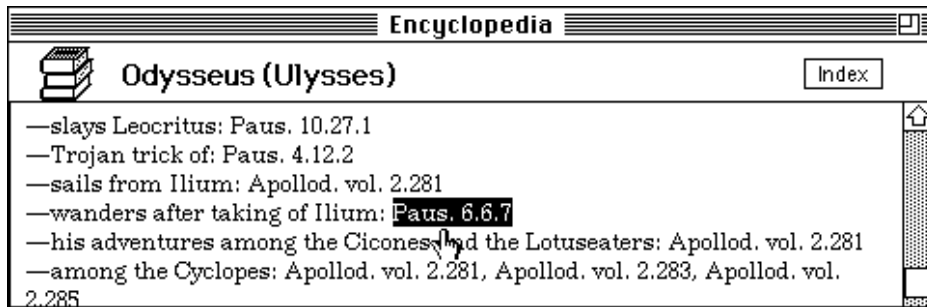 Encyclopedia
Odysseus (Ulysses)
Index
—slays Leocritus: Paus. 10.27.1
—Trojan trick of: Paus. 4.12.2
—sails from Ilium: Apollod. vol. 2.281
—wanders after taking of Ilium: Paus. 6.6.7
—his adventures among the Cicones and the Lotuseaters: Apollod. vol. 2.281
—among the Cyclopes: Apollod. vol. 2.281, Apollod. vol. 2.283, Apollod. vol.
2.285